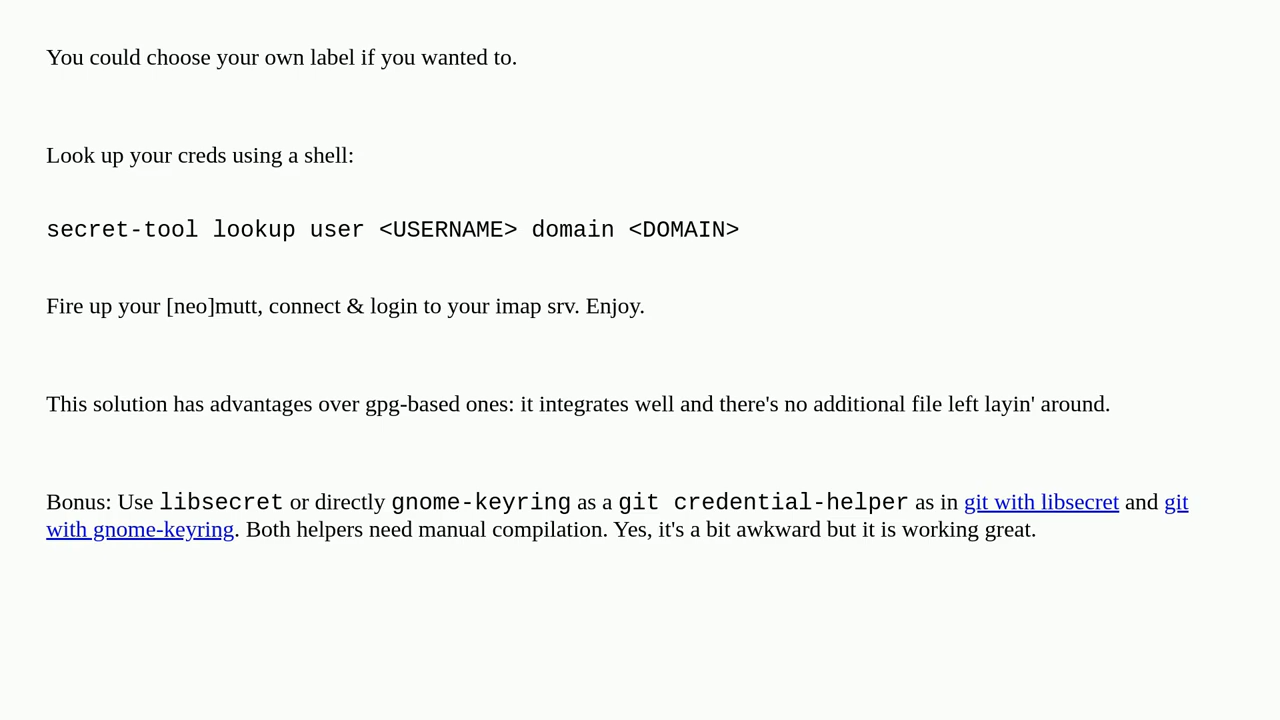 You could choose your own label if you wanted to.
Look up your creds using a shell:
secret-tool lookup user <USERNAME> domain <DOMAIN>
Fire up your [neo]mutt, connect & login to your imap srv. Enjoy.
This solution has advantages over gpg-based ones: it integrates well and there's no additional file left layin' around.
Bonus: Use libsecret or directly gnome-keyring as a git credential-helper as in git with libsecret and git
with gnome-keyring. Both helpers need manual compilation. Yes, it's a bit awkward but it is working great.